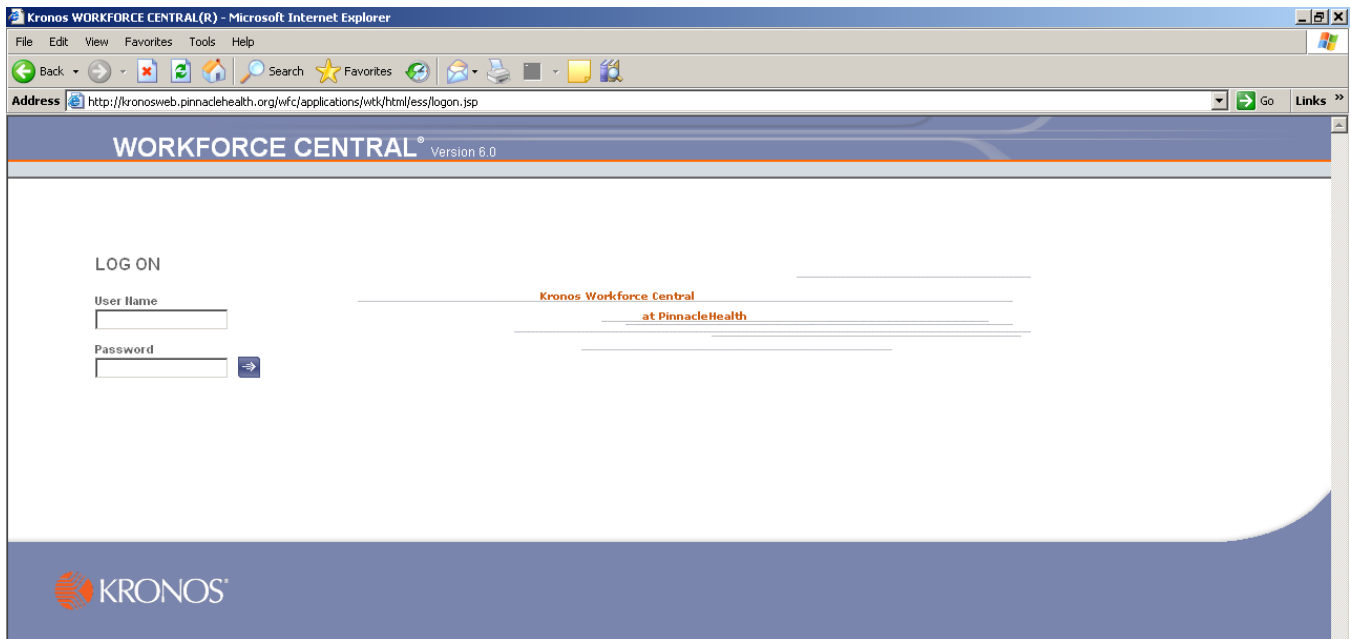 Kronos WORKFORCE CENTRAL(R) - Microsoft Internet Explorer
File Edit View Favorites Tools Help
Back Search Favorites
Address http://kronosweb.pinnaclehealth.org/wfc/applications/wtk/html/ess/logon.jsp Go Links »
WORKFORCE CENTRAL® Version 6.0
LOG ON
User Name
Kronos Workforce Central
at PinnacleHealth
Password
KRONOS®